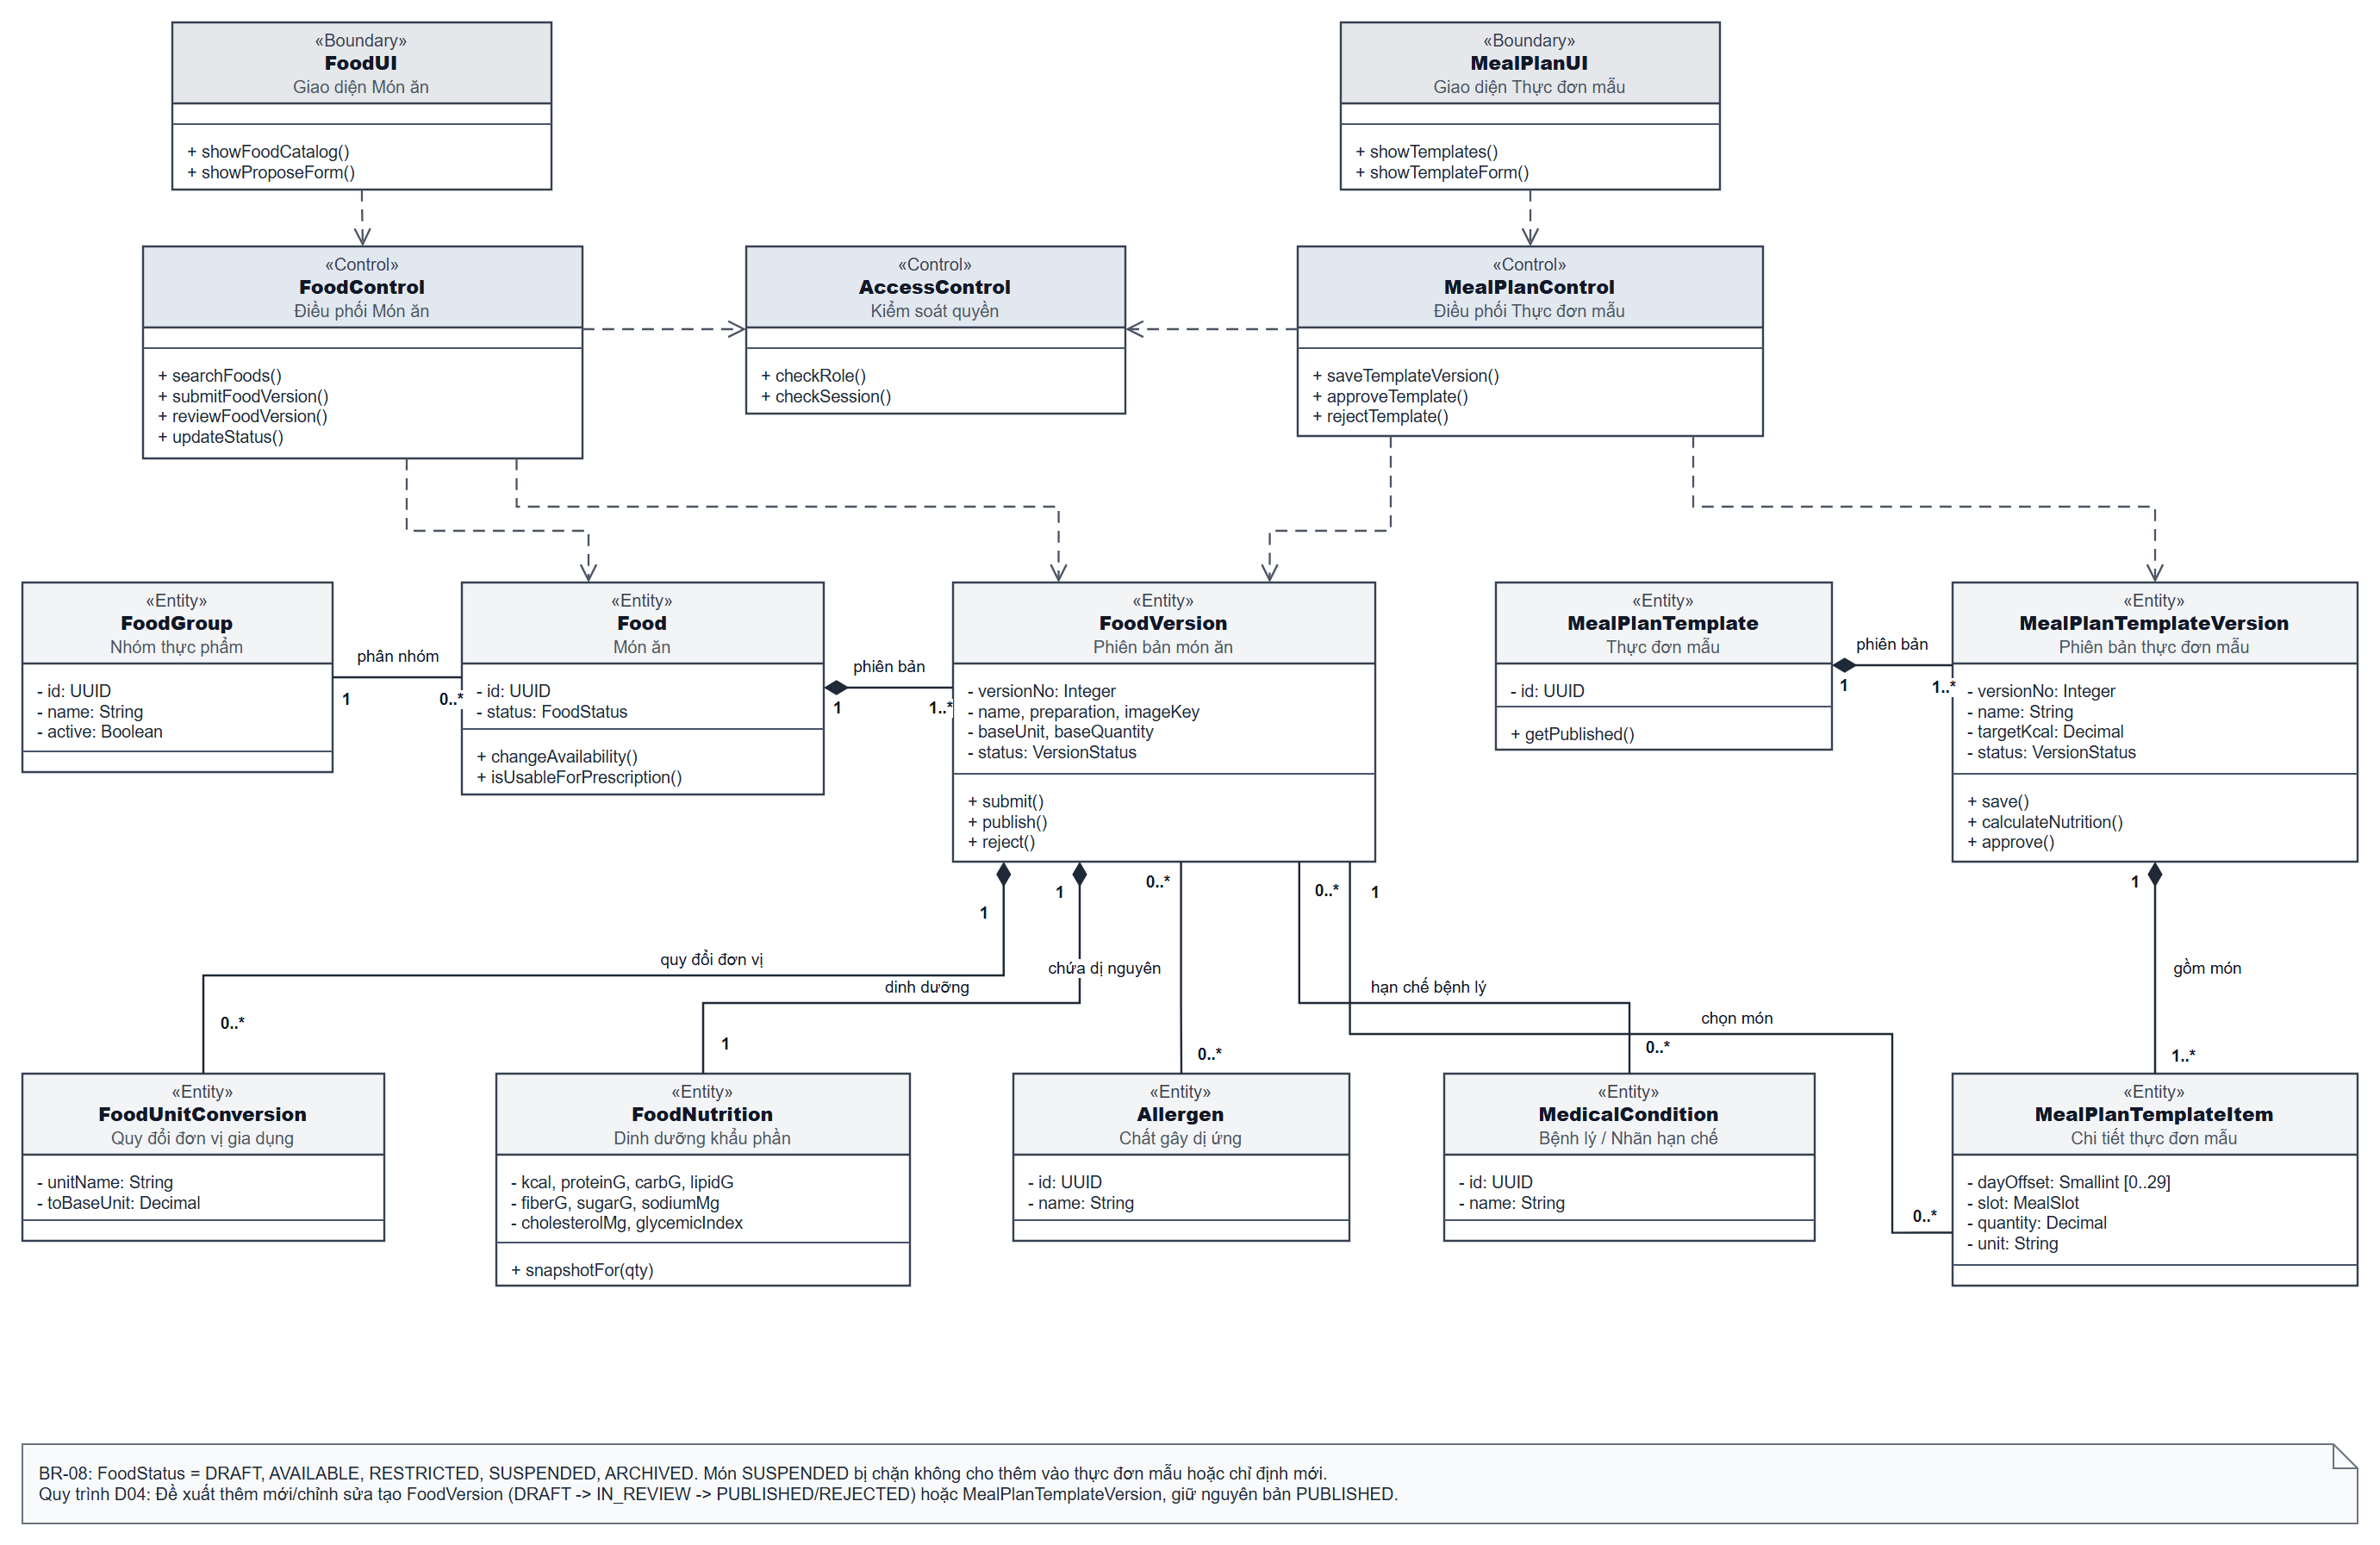 «Boundary»
FoodUI
Giao diện Món ăn
+ showFoodCatalog()
+ showProposeForm()
«Boundary»
MealPlanUI
Giao diện Thực đơn mẫu
+ showTemplates()
+ showTemplateForm()
«Control»
FoodControl
Điều phối Món ăn
+ searchFoods()
+ submitFoodVersion()
+ reviewFoodVersion()
+ updateStatus()
«Control»
AccessControl
Kiểm soát quyền
+ checkRole()
+ checkSession()
«Control»
MealPlanControl
Điều phối Thực đơn mẫu
+ saveTemplateVersion()
+ approveTemplate()
+ rejectTemplate()
«Entity»
FoodGroup
Nhóm thực phẩm
- id: UUID
- name: String
- active: Boolean
phân nhóm
1
0..*
«Entity»
Food
Món ăn
- id: UUID
- status: FoodStatus
+ changeAvailability()
+ isUsableForPrescription()
phiên bản
1
1..*
«Entity»
FoodVersion
Phiên bản món ăn
- versionNo: Integer
- name, preparation, imageKey
- baseUnit, baseQuantity
- status: VersionStatus
+ submit()
+ publish()
+ reject()
«Entity»
MealPlanTemplate
Thực đơn mẫu
- id: UUID
+ getPublished()
phiên bản
1
1..*
«Entity»
MealPlanTemplateVersion
Phiên bản thực đơn mẫu
- versionNo: Integer
- name: String
- targetKcal: Decimal
- status: VersionStatus
+ save()
+ calculateNutrition()
+ approve()
1
1
0..*
0..*
1
1
quy đổi đơn vị
dinh dưỡng
chứa dị nguyên
hạn chế bệnh lý
chọn món
gồm món
0..*
1
0..*
0..*
1..*
«Entity»
FoodUnitConversion
Quy đổi đơn vị gia dụng
- unitName: String
- toBaseUnit: Decimal
«Entity»
FoodNutrition
Dinh dưỡng khẩu phần
- kcal, proteinG, carbG, lipidG
- fiberG, sugarG, sodiumMg
- cholesterolMg, glycemicIndex
+ snapshotFor(qty)
«Entity»
Allergen
Chất gây dị ứng
- id: UUID
- name: String
«Entity»
MedicalCondition
Bệnh lý / Nhãn hạn chế
- id: UUID
- name: String
0..*
«Entity»
MealPlanTemplateItem
Chi tiết thực đơn mẫu
- dayOffset: Smallint [0..29]
- slot: MealSlot
- quantity: Decimal
- unit: String
BR-08: FoodStatus = DRAFT, AVAILABLE, RESTRICTED, SUSPENDED, ARCHIVED. Món SUSPENDED bị chặn không cho thêm vào thực đơn mẫu hoặc chỉ định mới.
Quy trình D04: Đề xuất thêm mới/chỉnh sửa tạo FoodVersion (DRAFT -> IN_REVIEW -> PUBLISHED/REJECTED) hoặc MealPlanTemplateVersion, giữ nguyên bản PUBLISHED.